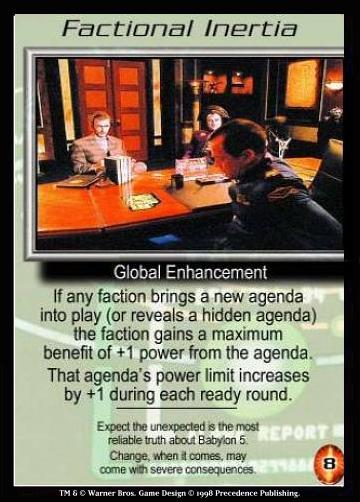 Factional Inertia
Global Enhancement
If any faction brings a new agenda
into play (or reveals a hidden agenda)
the faction gains a maximum
benefit of +1 power from the agenda.
That agenda's power limit increases
by +1 during each ready round.
Expect the unexpected is the most
reliable truth about Babylon 5.
Change, when it comes, may
come with severe consequences.
REPORT
8
TM & © Warner Bros. Game Design © 1998 Precedence Publishing.